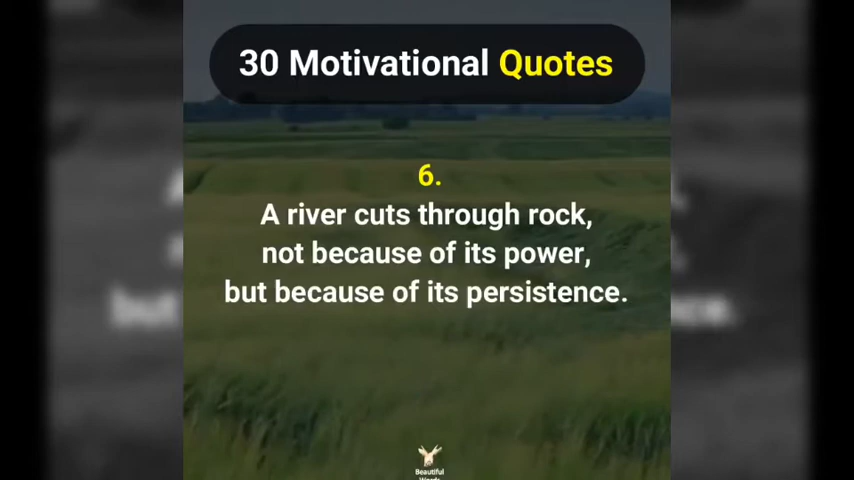 30 Motivational Quotes
6.
A river cuts through rock,
not because of its power,
but because of its persistence.
Beautiful
Words